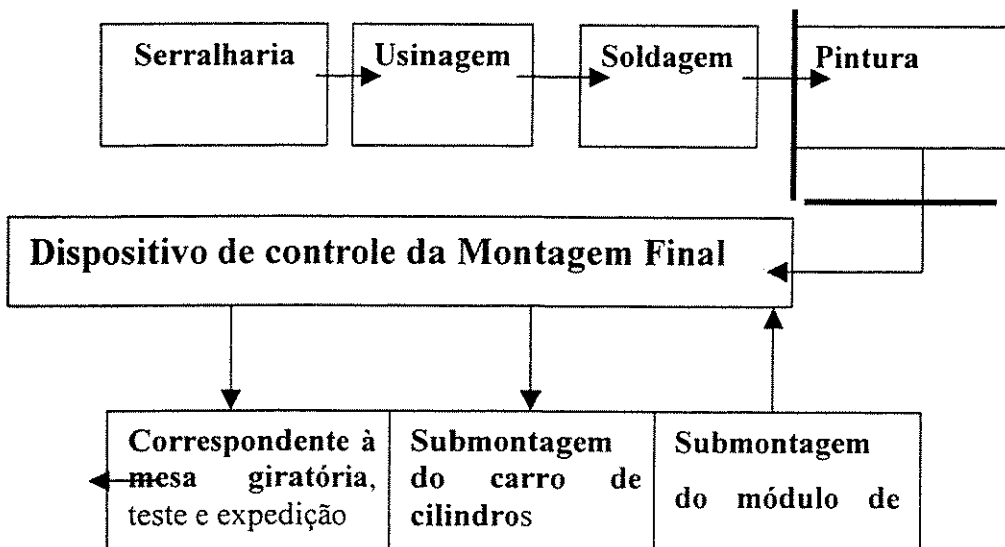 Serralharia
Usinagem
Soldagem
Pintura
Dispositivo de controle da Montagem Final
Correspondente à
mesa giratória,
teste e expedição
Submontagem
do carro de
cilindros
Submontagem
do módulo de